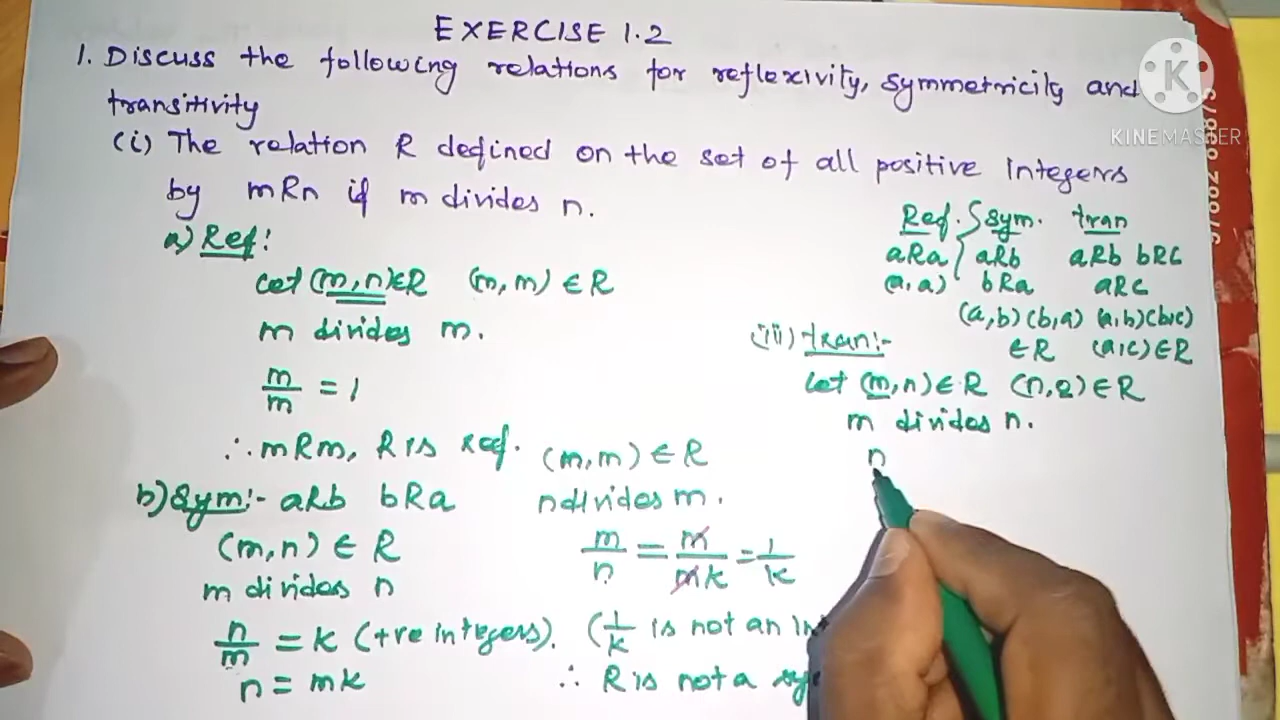 EXERCISE 1.2
1. Discuss the following relations for reflexivity, symmetricity and
transitivity
(i) The relation R defined on the set of all positive integers
by mRn if m divides n.
a) Ref:
Let (m,n)∈R (m,m) ∈ R
m divides m.
m/m = 1
∴ mRm, R is Ref.
b) Sym:- aRb bRa
(m,n) ∈ R
m divides n
n/m = k (+ve integers).
n = mk
(m,m) ∈ R
n divides m.
m/n = m/mk = 1/k
(1/k is not an in
∴ R is not a sy
Ref. Sym. tran
aRa aRb aRb bRC
(a,a) bRa aRC
(a,b)(b,a) (a,b)(b,c)
∈R (a,c)∈R
(iii) tran:-
Let (m,n)∈R (n,q)∈R
m divides n.
n
KINEMASTER